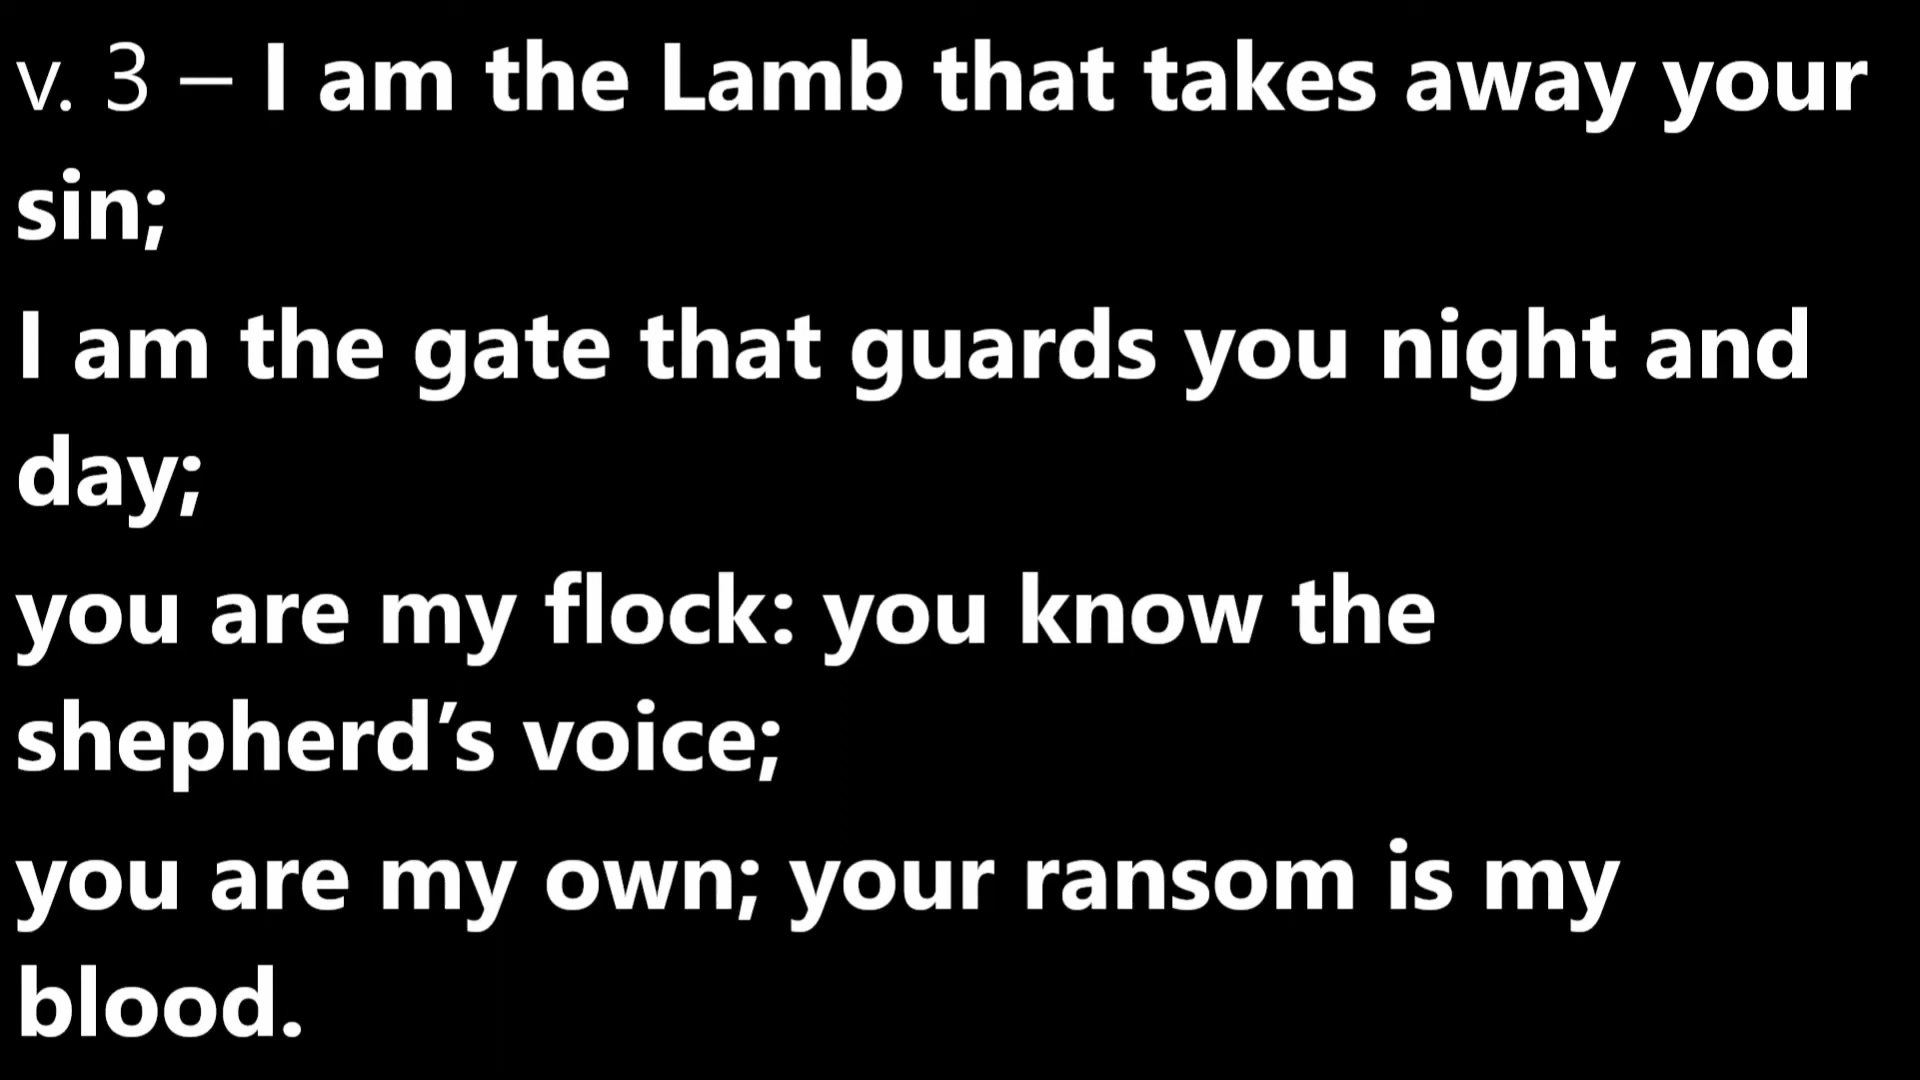 v. 3 – I am the Lamb that takes away your
sin;
I am the gate that guards you night and
day;
you are my flock: you know the
shepherd’s voice;
you are my own; your ransom is my
blood.